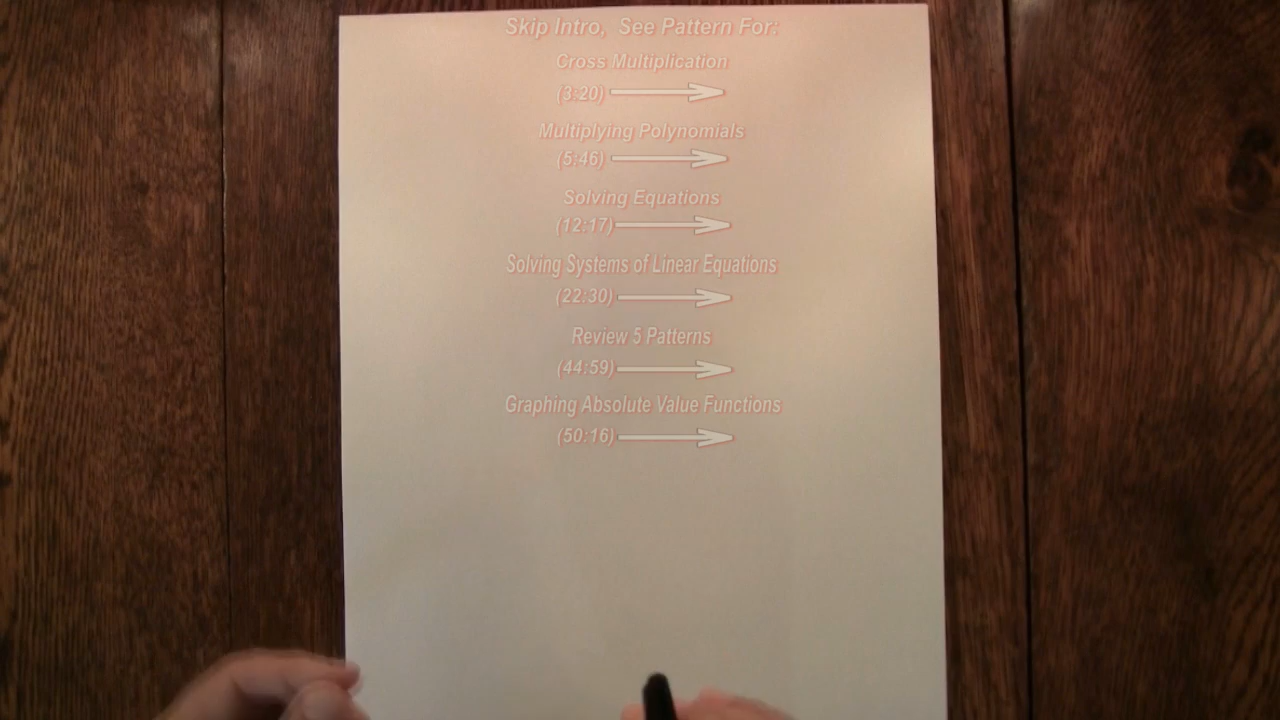 Skip Intro, See Pattern For:
Cross Multiplication
(3:20)
Multiplying Polynomials
(5:46)
Solving Equations
(12:17)
Solving Systems of Linear Equations
(22:30)
Review 5 Patterns
(44:59)
Graphing Absolute Value Functions
(50:16)